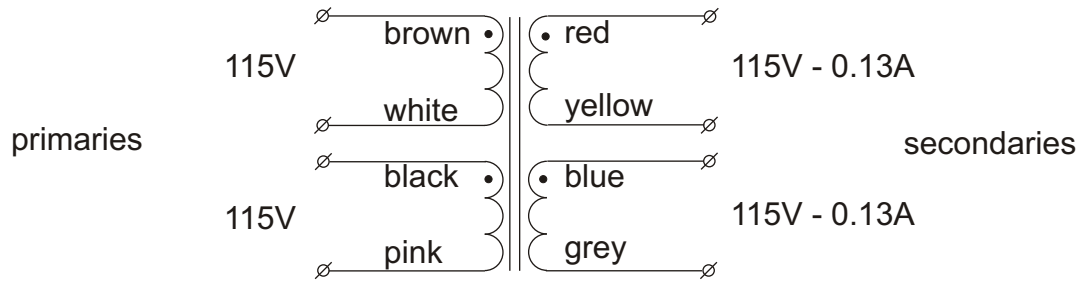 brown red
115V 115V - 0.13A
white yellow
primaries secondaries
black blue
115V 115V - 0.13A
pink grey